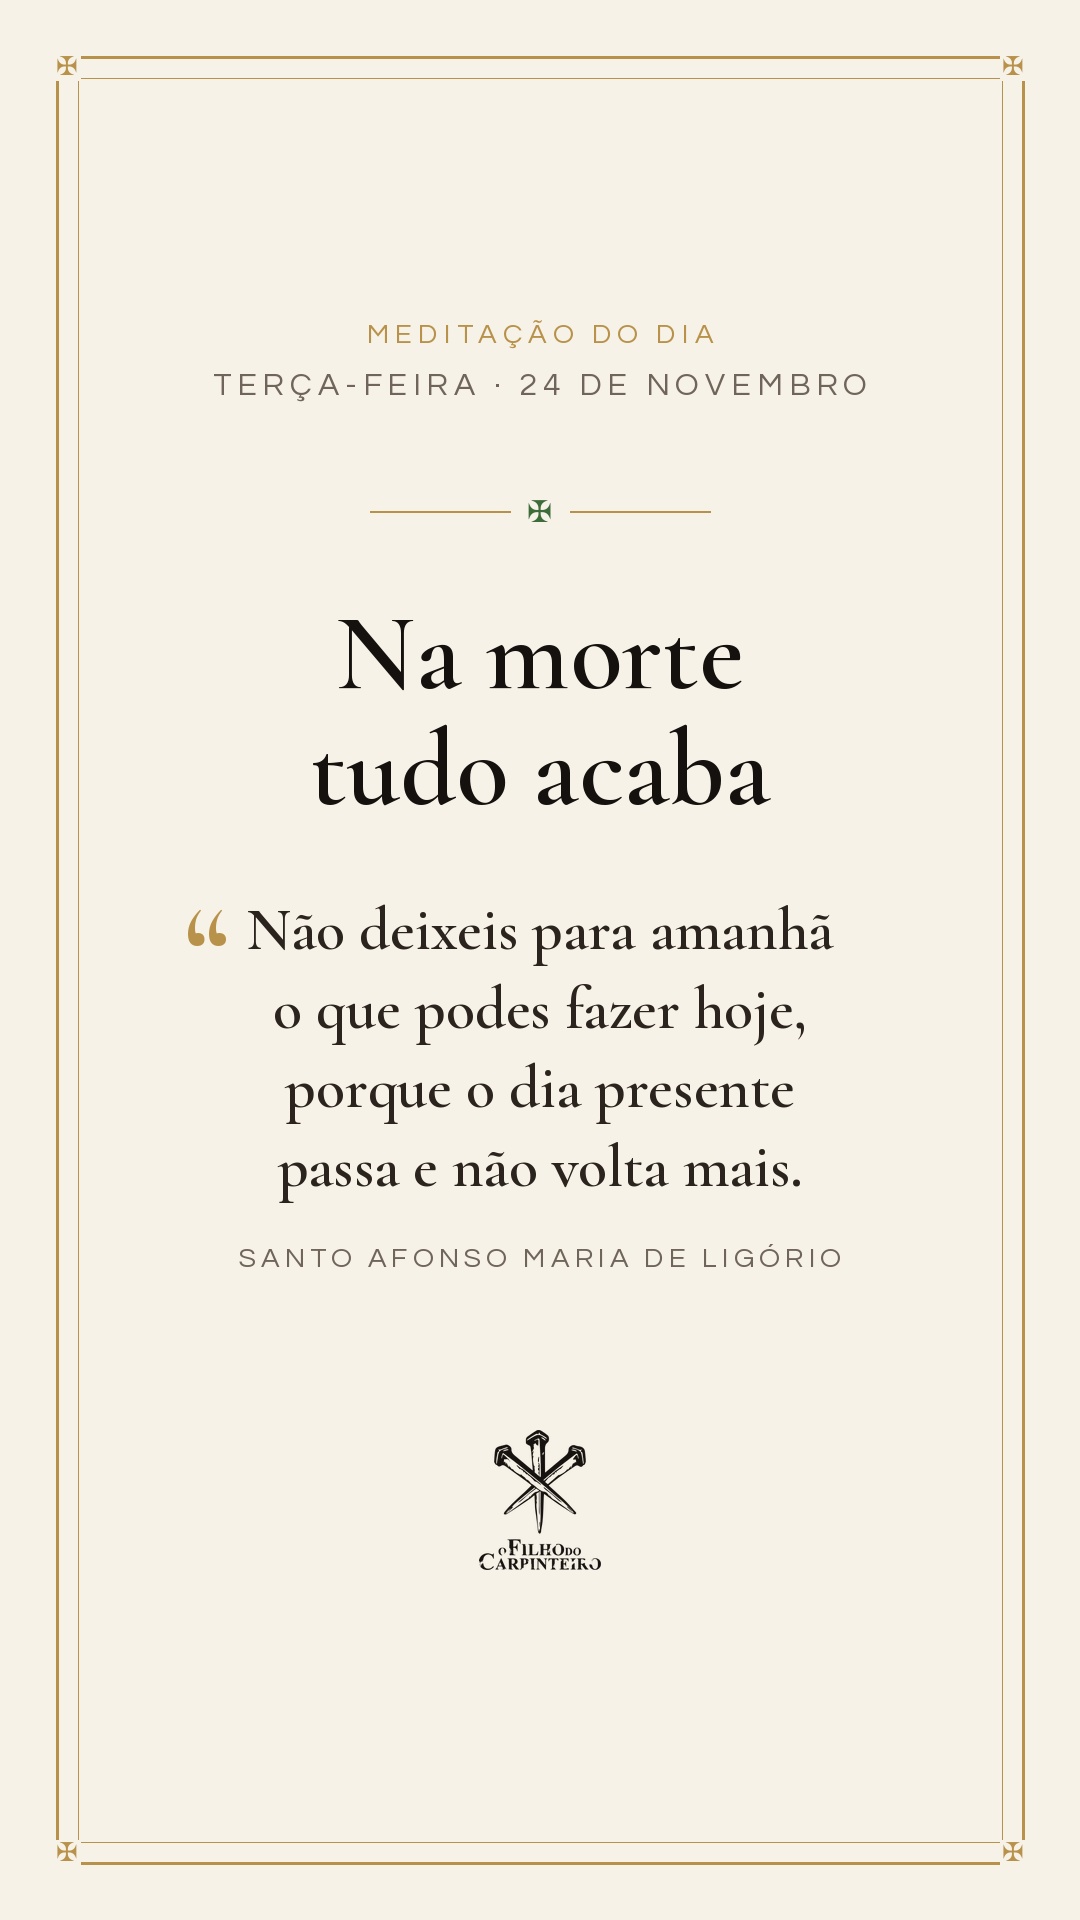 MEDITAÇÃO DO DIA
TERÇA-FEIRA · 24 DE NOVEMBRO
Na morte
tudo acaba
“ Não deixeis para amanhã
o que podes fazer hoje,
porque o dia presente
passa e não volta mais.
SANTO AFONSO MARIA DE LIGÓRIO
O FILHO DO
CARPINTEIRO